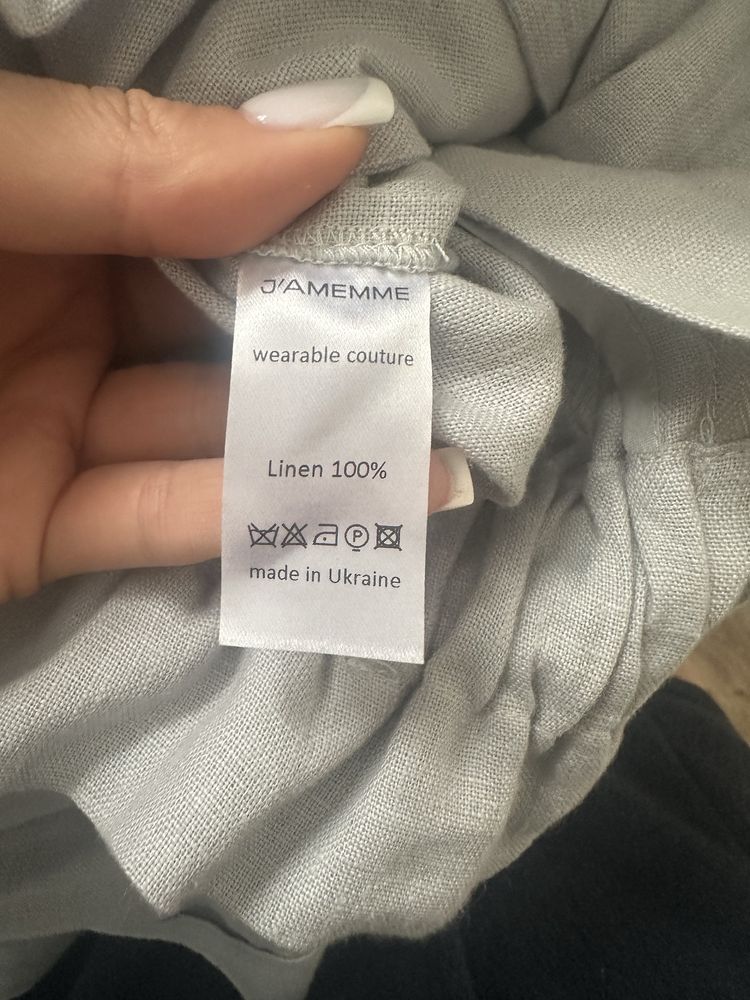 J'AMEMME
wearable couture
Linen 100%
P
made in Ukraine